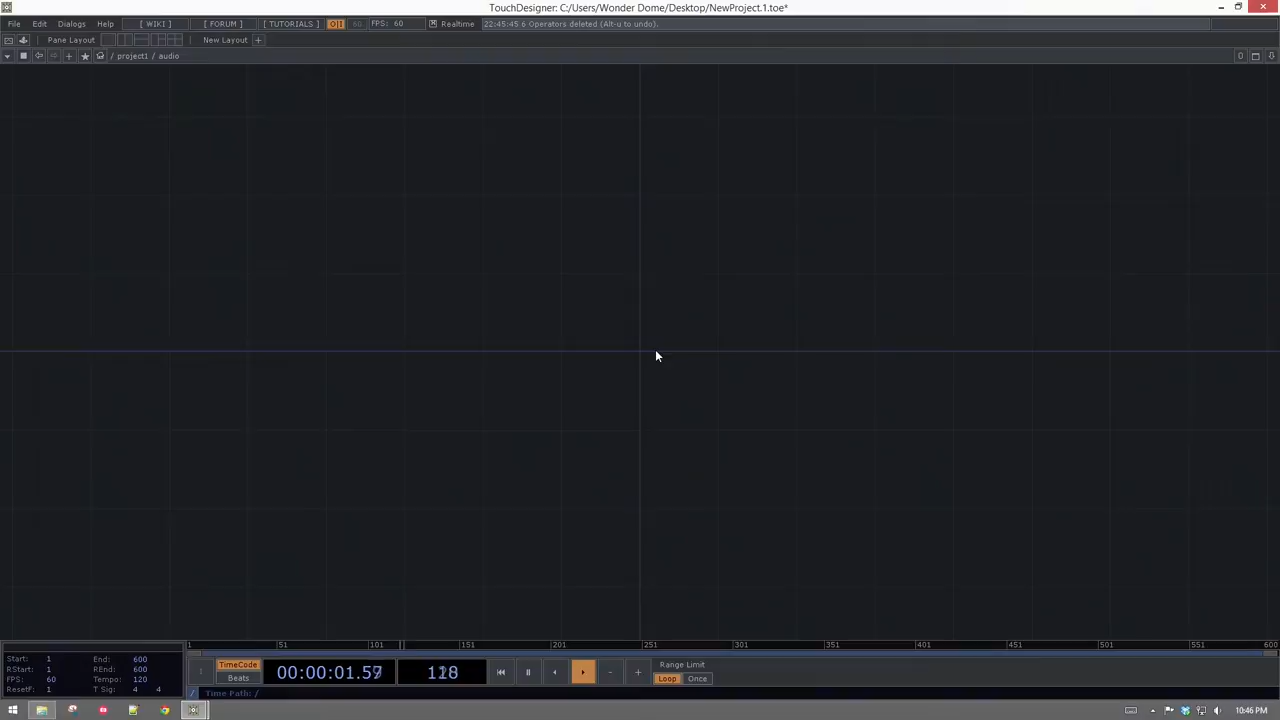 TouchDesigner: C:/Users/Wonder Dome/Desktop/NewProject.1.toe*
File Edit Dialogs Help [ WIKI ] [ FORUM ] [ TUTORIALS ] O|I 60 FPS: 60 Realtime 22:45:45 6 Operators deleted (Alt-u to undo).
Pane Layout New Layout +
/ project1 / audio 0
1 51 101 151 201 251 301 351 401 451 501 551 600
Start: 1 End: 600
RStart: 1 REnd: 600
FPS: 60 Tempo: 120
ResetF: 1 T Sig: 4 4
TimeCode
Beats
00:00:01.57
118
Range Limit
Loop Once
/ Time Path: /
10:46 PM